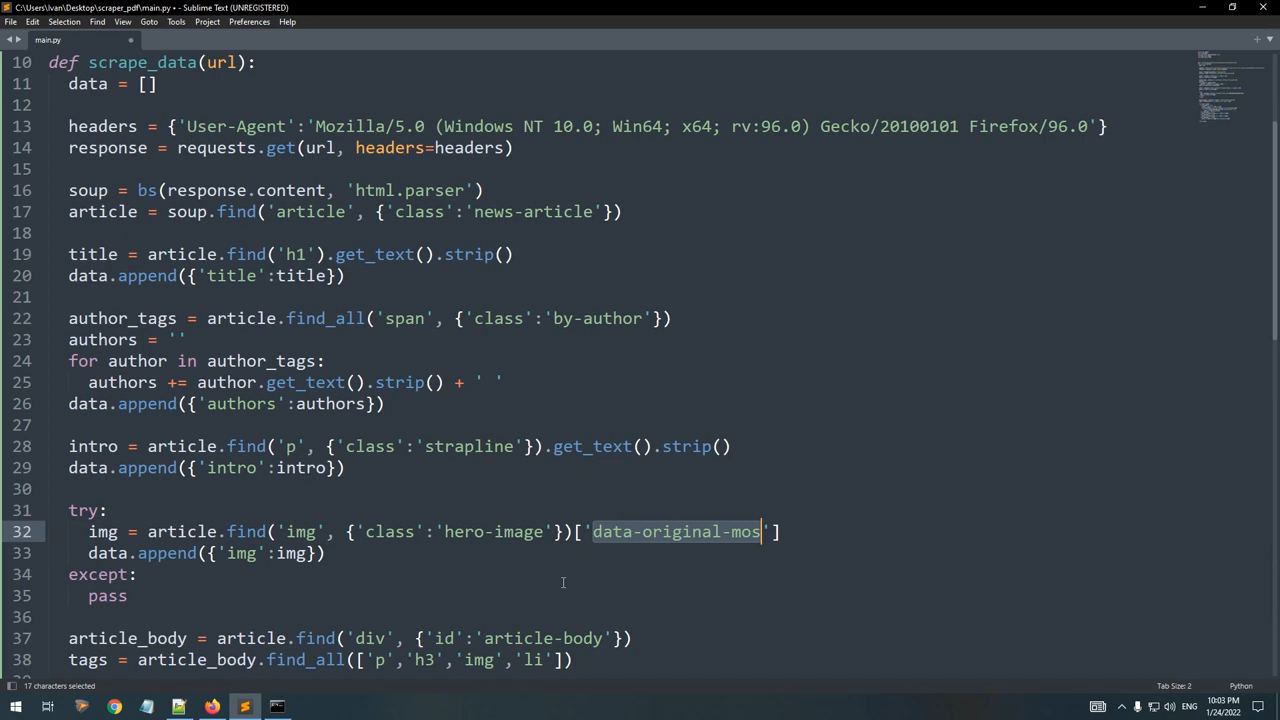 C:\Users\Ivan\Desktop\scraper_pdf\main.py • - Sublime Text (UNREGISTERED)
File Edit Selection Find View Goto Tools Project Preferences Help
main.py
10 def scrape_data(url):
11 data = []
12
13 headers = {'User-Agent':'Mozilla/5.0 (Windows NT 10.0; Win64; x64; rv:96.0) Gecko/20100101 Firefox/96.0'}
14 response = requests.get(url, headers=headers)
15
16 soup = bs(response.content, 'html.parser')
17 article = soup.find('article', {'class':'news-article'})
18
19 title = article.find('h1').get_text().strip()
20 data.append({'title':title})
21
22 author_tags = article.find_all('span', {'class':'by-author'})
23 authors = ''
24 for author in author_tags:
25 authors += author.get_text().strip() + ' '
26 data.append({'authors':authors})
27
28 intro = article.find('p', {'class':'strapline'}).get_text().strip()
29 data.append({'intro':intro})
30
31 try:
32 img = article.find('img', {'class':'hero-image'})['data-original-mos']
33 data.append({'img':img})
34 except:
35 pass
36
37 article_body = article.find('div', {'id':'article-body'})
38 tags = article_body.find_all(['p','h3','img','li'])
17 characters selected
Tab Size: 2
Python
ENG
10:03 PM
1/24/2022